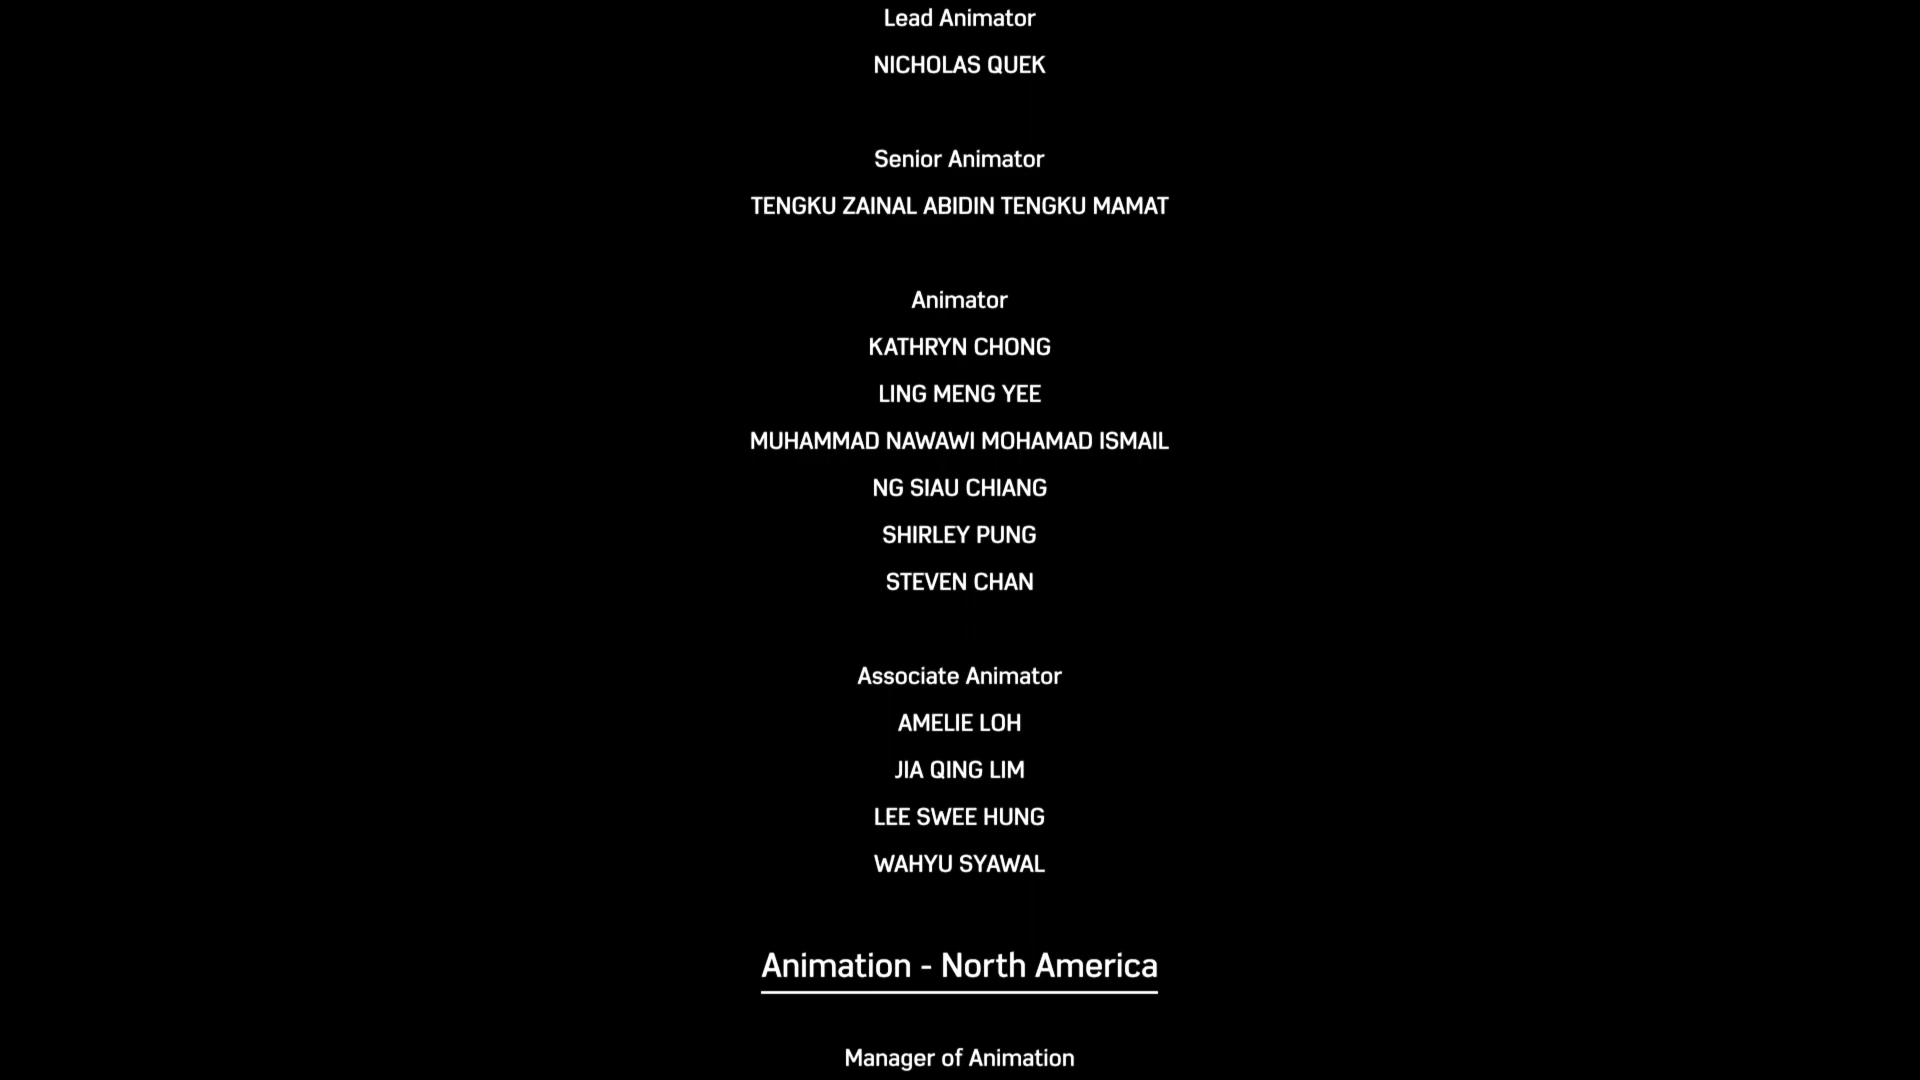 Lead Animator
NICHOLAS QUEK
Senior Animator
TENGKU ZAINAL ABIDIN TENGKU MAMAT
Animator
KATHRYN CHONG
LING MENG YEE
MUHAMMAD NAWAWI MOHAMAD ISMAIL
NG SIAU CHIANG
SHIRLEY PUNG
STEVEN CHAN
Associate Animator
AMELIE LOH
JIA QING LIM
LEE SWEE HUNG
WAHYU SYAWAL
Animation - North America
Manager of Animation